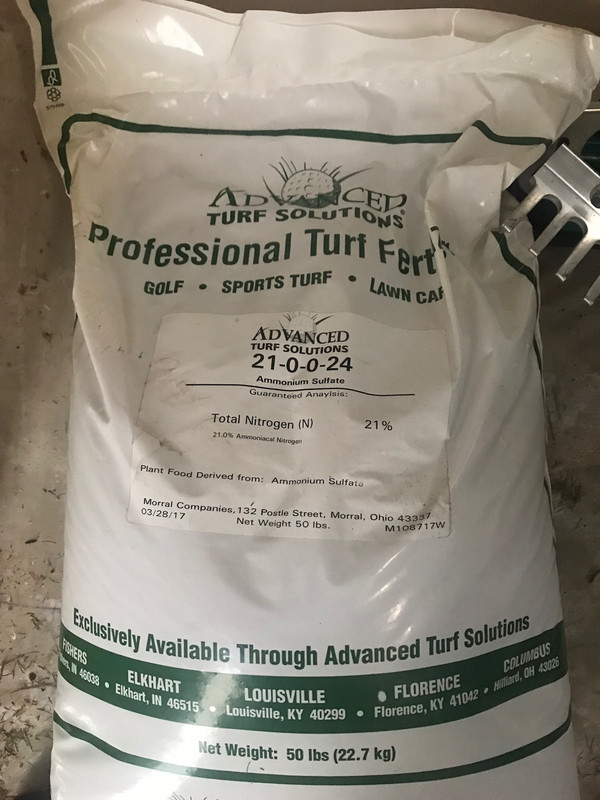 ADVANCED
TURF SOLUTIONS®
Professional Turf
GOLF • SPORTS TURF • LAWN
ADVANCED
TURF SOLUTIONS
21-0-0-24
Ammonium Sulfate
Guaranteed Anaylsis:
Total Nitrogen (N) 21%
21.0% Ammoniacal Nitrogen
Plant Food Derived from: Ammonium Sulfate
Morral Companies, 132 Postle Street, Morral, Ohio 43337
03/28/17 Net Weight 50 lbs. M108717W
Exclusively Available Through Advanced Turf Solutions
FISHERS ELKHART LOUISVILLE FLORENCE COLUMBUS
IN 46038 • Elkhart, IN 46515 • Louisville, KY 40299 • Florence, KY 41042 • Hilliard, OH 43026
Net Weight: 50 lbs (22.7 kg)